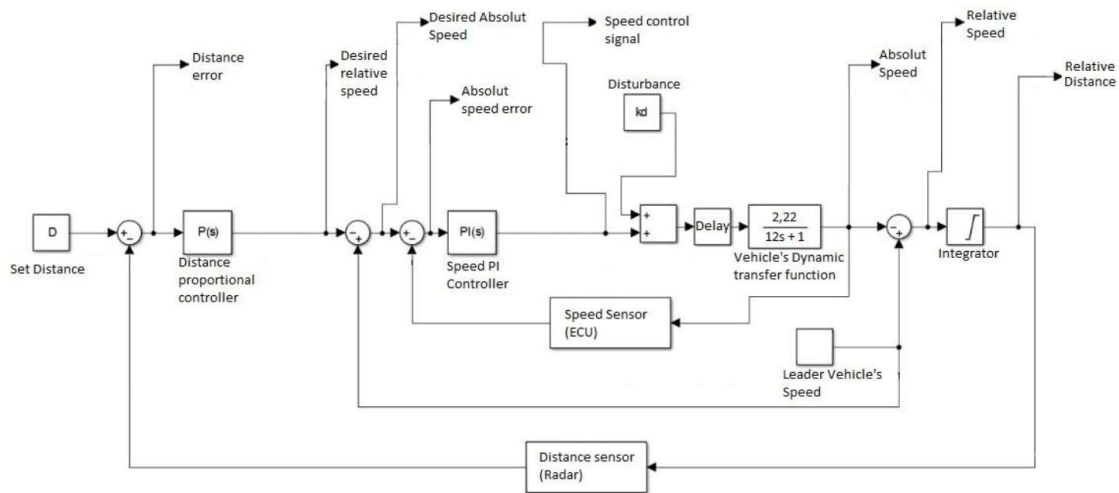 Distance
error
Desired
relative
speed
Desired Absolut
Speed
Absolut
speed error
Speed control
signal
Disturbance
kd
Absolut
Speed
Relative
Speed
Relative
Distance
D
Set Distance
+
-
P(s)
Distance
proportional
controller
-
+
+
-
PI(s)
Speed PI
Controller
+
+
Delay
2,22
12s + 1
Vehicle's Dynamic
transfer function
-
+
Integrator
Speed Sensor
(ECU)
Leader Vehicle's
Speed
Distance sensor
(Radar)